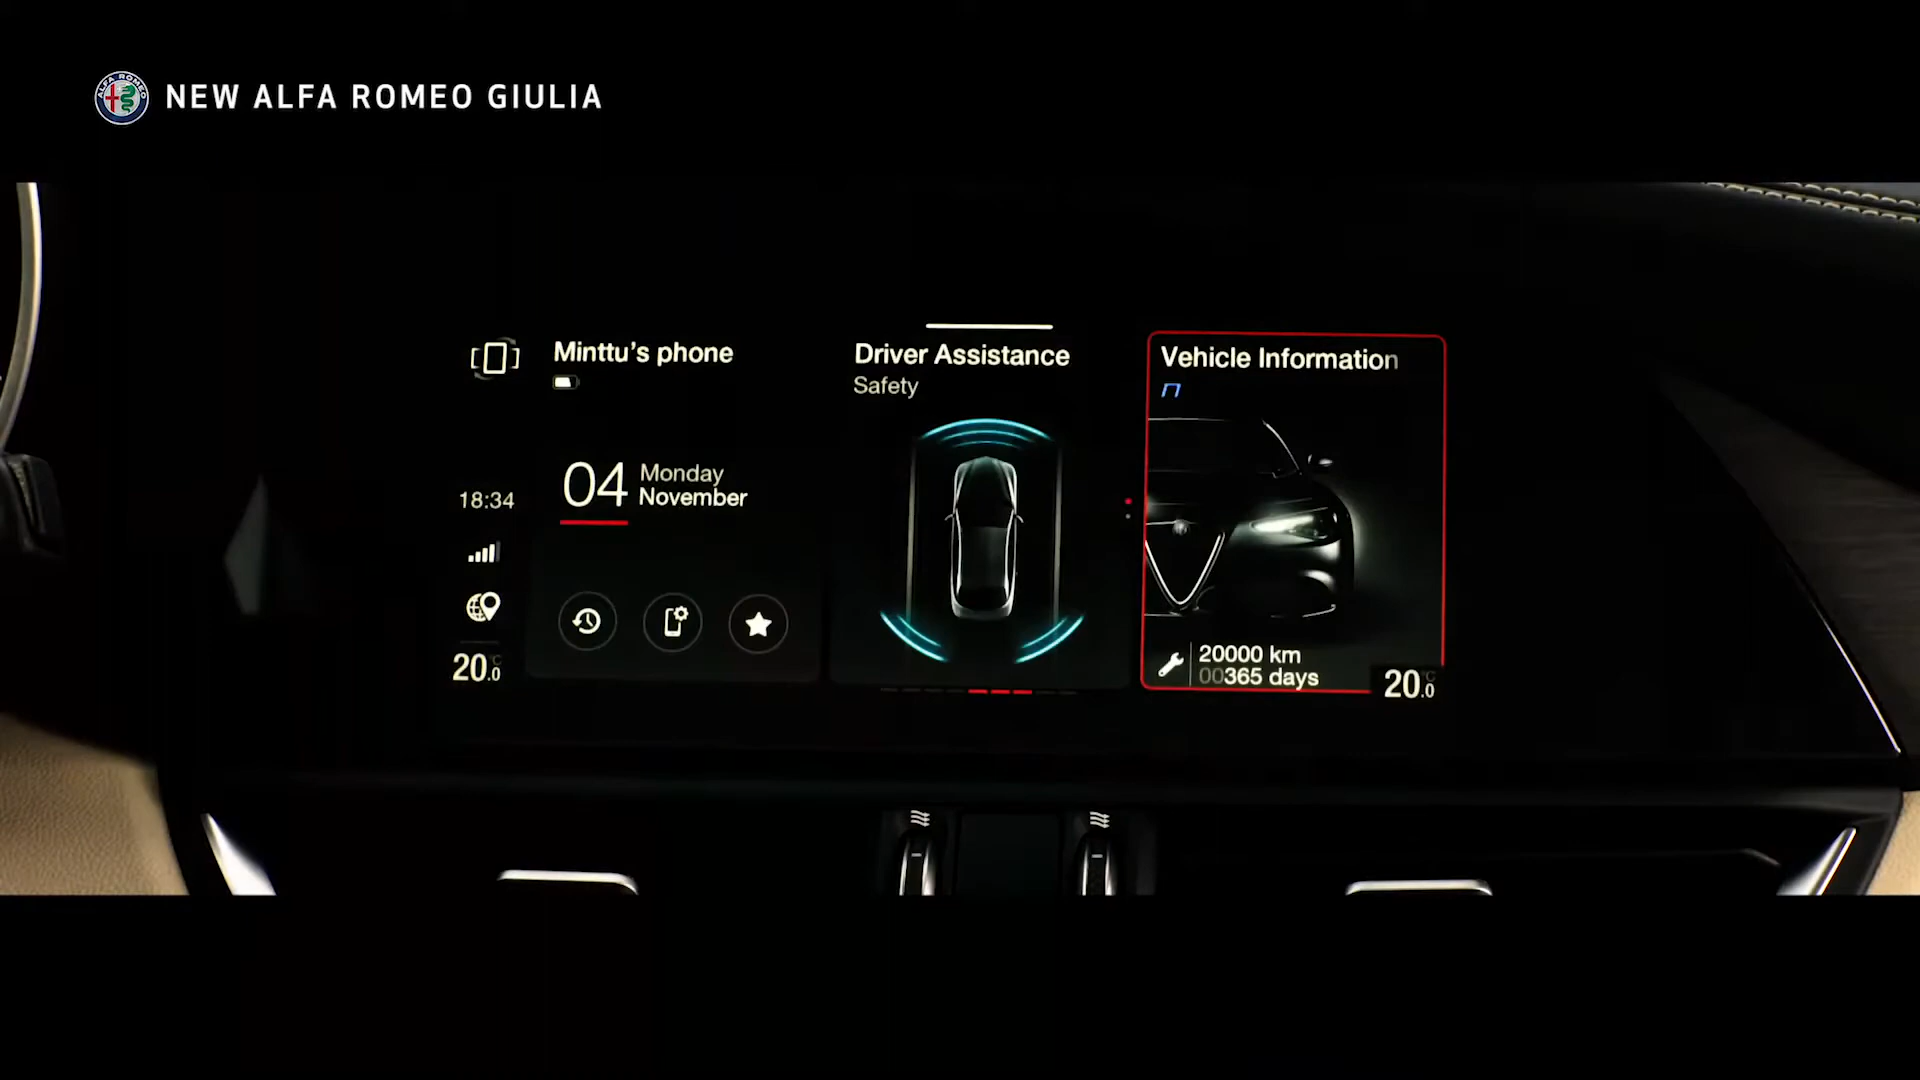 NEW ALFA ROMEO GIULIA
Minttu's phone
04 Monday
November
18:34
20.0 °C
Driver Assistance
Safety
Vehicle Information
20000 km
00365 days
20.0 °C